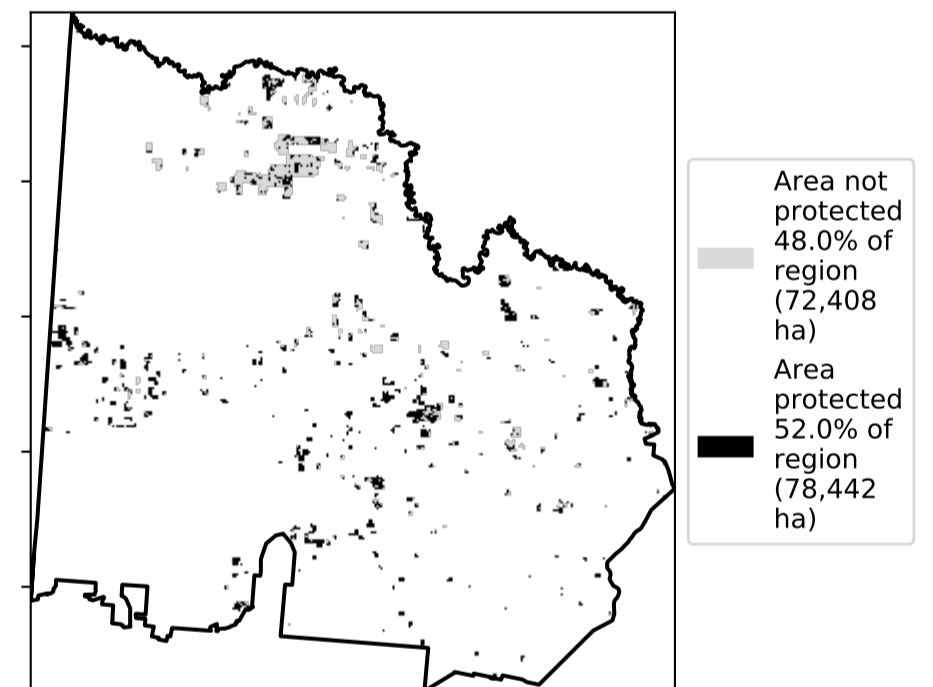 Area not
protected
48.0% of
region
(72,408
ha)
Area
protected
52.0% of
region
(78,442
ha)